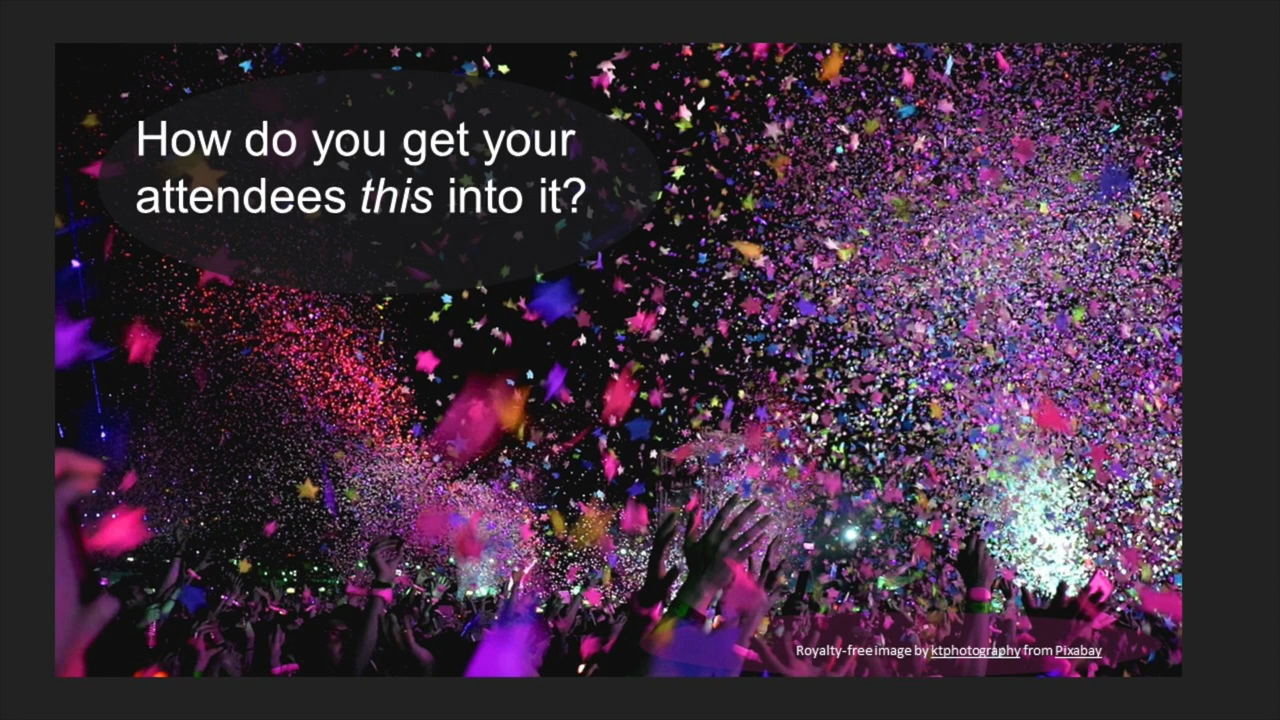 How do you get your
attendees this into it?
Royalty-free image by ktphotography from Pixabay